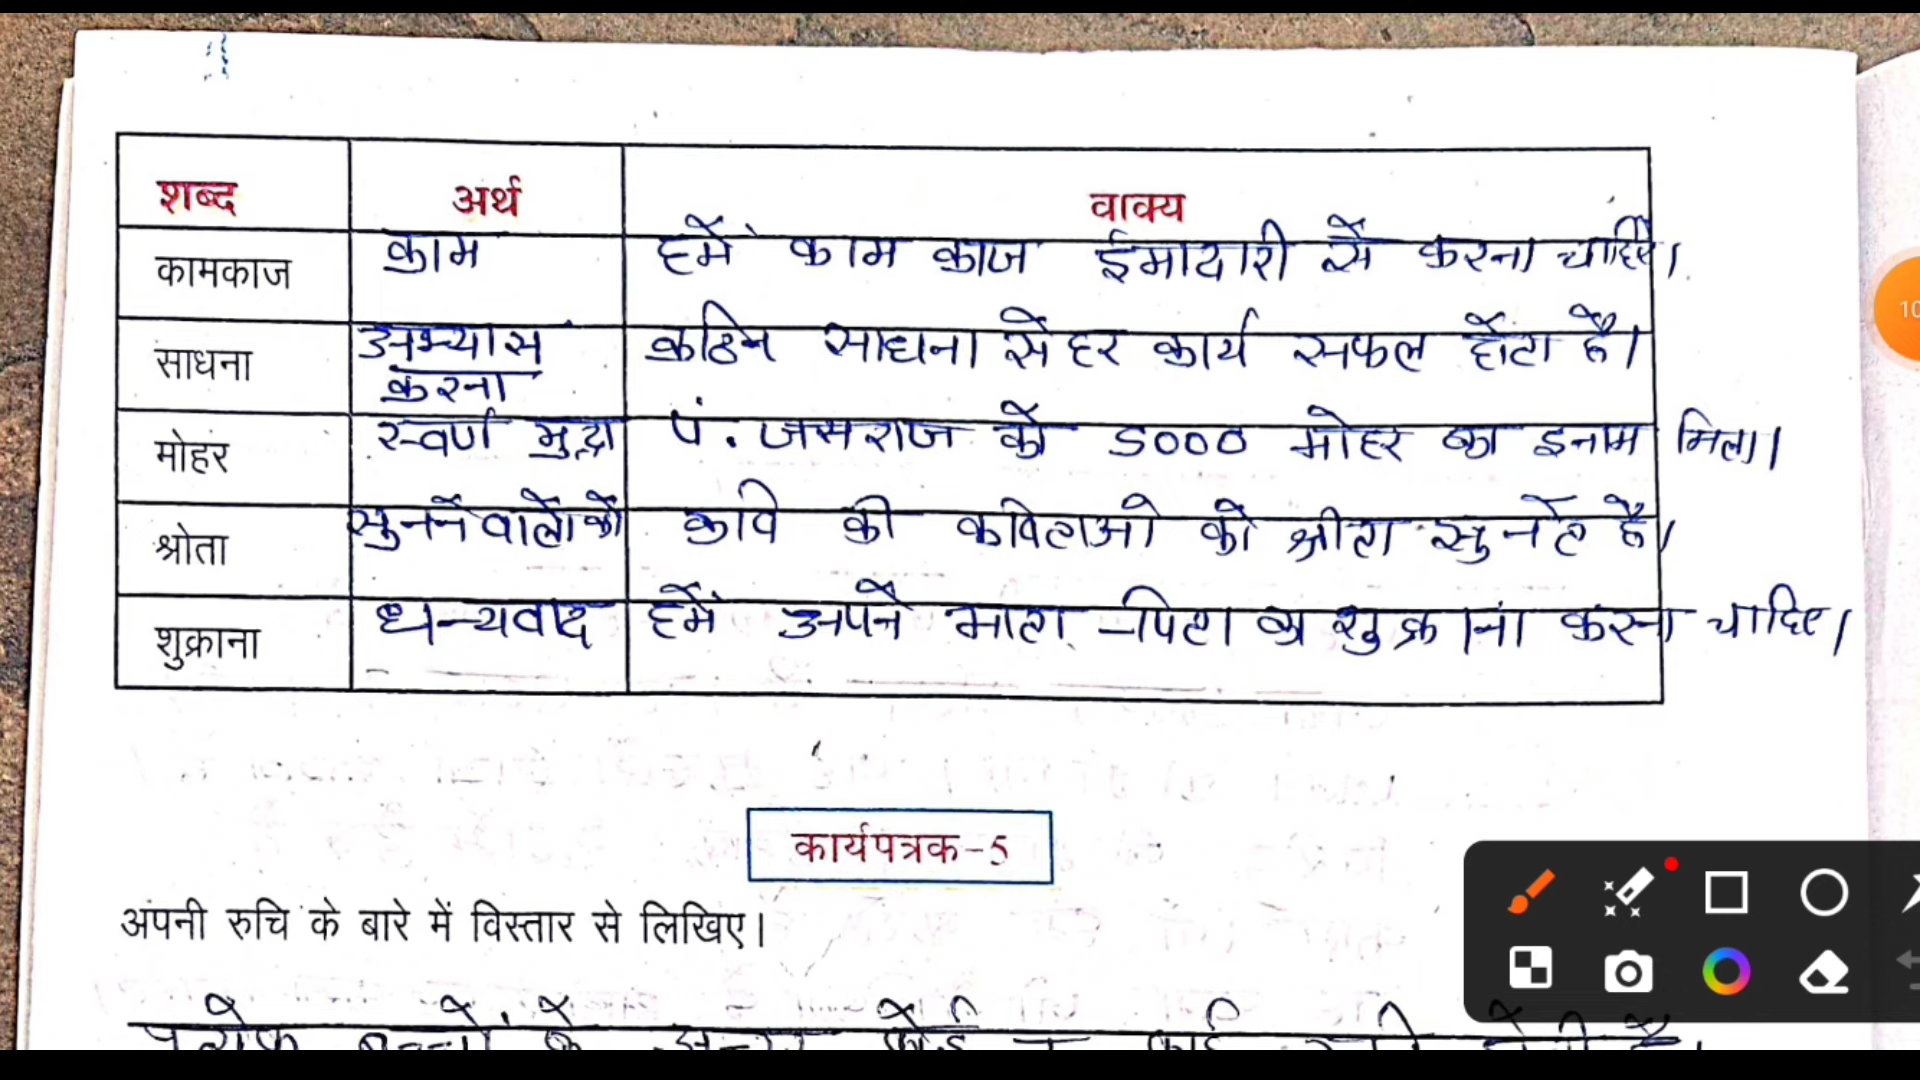 शब्द अर्थ वाक्य
कामकाज काम हमें काम काज ईमादारी से करना चाहिए।
साधना अभ्यास करना कठिन साधना से हर कार्य सफल होता है।
मोहर स्वर्ण मुद्रा पं. जसराज को 5000 मोहर का इनाम मिला।
श्रोता सुनने वालो को कवि की कविताओ को श्रोता सुनते है।
शुक्राना धन्यवाद हमें अपने माता-पिता का शुक्राना करना चाहिए।
कार्यपत्रक-5
अपनी रुचि के बारे में विस्तार से लिखिए।
10